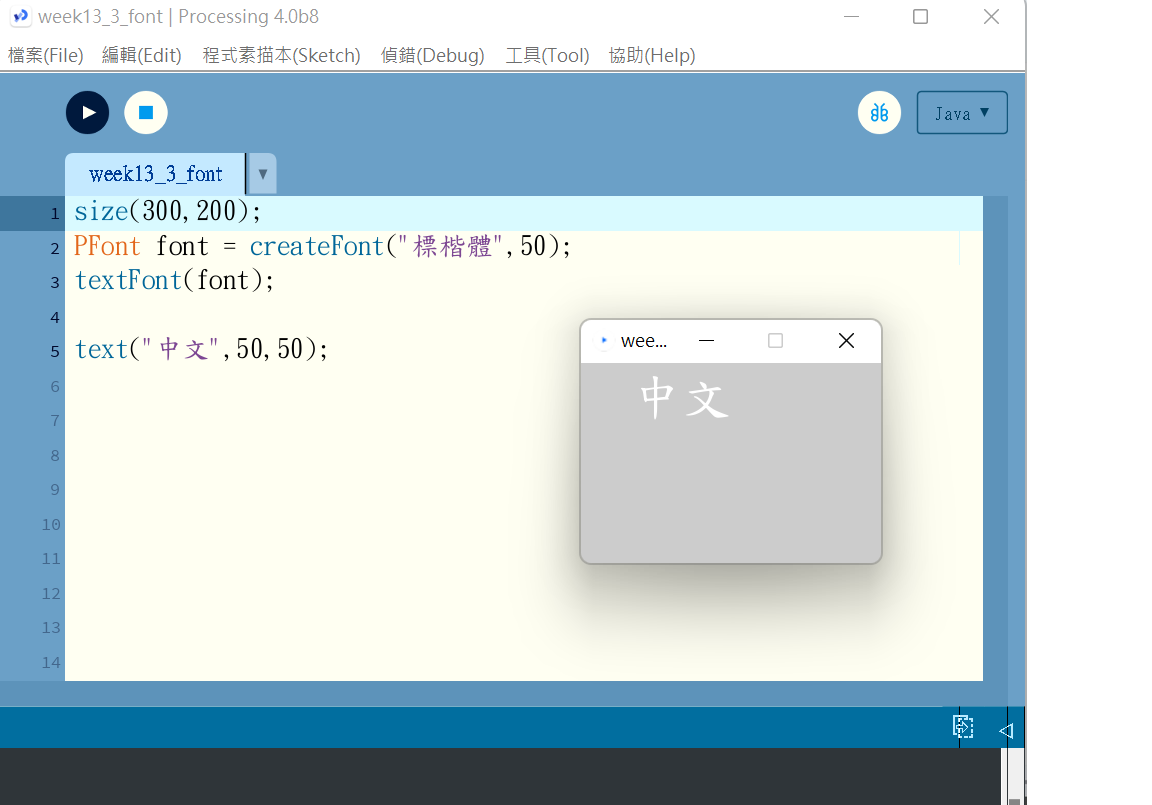 week13_3_font | Processing 4.0b8
檔案(File) 編輯(Edit) 程式素描本(Sketch) 偵錯(Debug) 工具(Tool) 協助(Help)
Java ▼
week13_3_font ▼
1 size(300,200);
2 PFont font = createFont("標楷體",50);
3 textFont(font);
4
5 text("中文",50,50);
6
7
8
9
10
11
12
13
14
wee...
中文